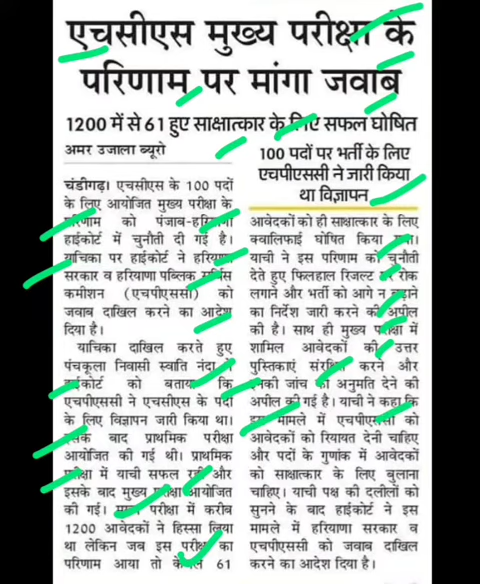 एचसीएस मुख्य परीक्षा के
परिणाम पर मांगा जवाब
1200 में से 61 हुए साक्षात्कार के लिए सफल घोषित
अमर उजाला ब्यूरो
चंडीगढ़। एचसीएस के 100 पदों
के लिए आयोजित मुख्य परीक्षा के
परिणाम को पंजाब-हरियाणा
हाईकोर्ट में चुनौती दी गई है।
याचिका पर हाईकोर्ट ने हरियाणा
सरकार व हरियाणा पब्लिक सर्विस
कमीशन (एचपीएससी) को
जवाब दाखिल करने का आदेश
दिया है।
याचिका दाखिल करते हुए
पंचकूला निवासी स्वाति नंदा ने
हाईकोर्ट को बताया कि
एचपीएससी ने एचसीएस के पदों
के लिए विज्ञापन जारी किया था।
इसके बाद प्राथमिक परीक्षा
आयोजित की गई थी। प्राथमिक
परीक्षा में याची सफल रही और
इसके बाद मुख्य परीक्षा आयोजित
की गई। मुख्य परीक्षा में करीब
1200 आवेदकों ने हिस्सा लिया
था लेकिन जब इस परीक्षा का
परिणाम आया तो केवल 61
100 पदों पर भर्ती के लिए
एचपीएससी ने जारी किया
था विज्ञापन
आवेदकों को ही साक्षात्कार के लिए
क्वालिफाई घोषित किया गया।
याची ने इस परिणाम को चुनौती
देते हुए फिलहाल रिजल्ट पर रोक
लगाने और भर्ती को आगे न बढ़ाने
का निर्देश जारी करने की अपील
की है। साथ ही मुख्य परीक्षा में
शामिल आवेदकों की उत्तर
पुस्तिकाएं संरक्षित करने और
इनकी जांच की अनुमति देने की
अपील की गई है। याची ने कहा कि
इस मामले में एचपीएससी को
आवेदकों को रियायत देनी चाहिए
और पदों के गुणांक में आवेदकों
को साक्षात्कार के लिए बुलाना
चाहिए। याची पक्ष की दलीलों को
सुनने के बाद हाईकोर्ट ने इस
मामले में हरियाणा सरकार व
एचपीएससी को जवाब दाखिल
करने का आदेश दिया है।